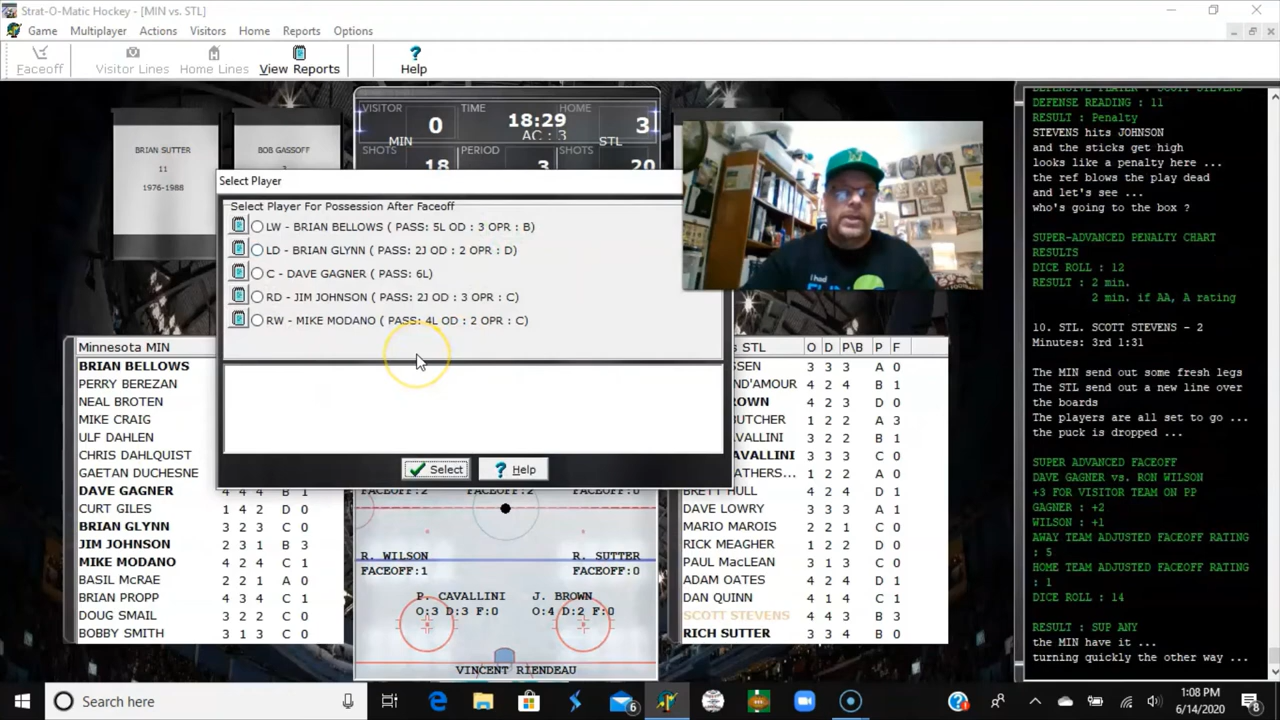 Strat-O-Matic Hockey - [MIN vs. STL]
Game Multiplayer Actions Visitors Home Reports Options
Faceoff Visitor Lines Home Lines View Reports Help
BRIAN SUTTER
11
1976-1988
BOB GASSOFF
VISITOR TIME HOME
0 18:29 3
MIN AC : 3 STL
SHOTS PERIOD SHOTS
18 3 20
Select Player
Select Player For Possession After Faceoff
LW - BRIAN BELLOWS ( PASS: 5L OD : 3 OPR : B)
LD - BRIAN GLYNN ( PASS: 2J OD : 2 OPR : D)
C - DAVE GAGNER ( PASS: 6L)
RD - JIM JOHNSON ( PASS: 2J OD : 3 OPR : C)
RW - MIKE MODANO ( PASS: 4L OD : 2 OPR : C)
Select Help
Minnesota MIN
BRIAN BELLOWS
PERRY BEREZAN
NEAL BROTEN
MIKE CRAIG
ULF DAHLEN
CHRIS DAHLQUIST
GAETAN DUCHESNE
DAVE GAGNER 4 4 4 B 1
CURT GILES 1 4 2 D 0
BRIAN GLYNN 3 2 3 C 0
JIM JOHNSON 2 3 1 B 3
MIKE MODANO 4 2 4 C 1
BASIL McRAE 2 2 1 A 0
BRIAN PROPP 4 3 4 C 1
DOUG SMAIL 3 2 2 C 0
BOBBY SMITH 3 1 3 C 0
FACEOFF:2 FACEOFF:2 FACEOFF:0
R. WILSON R. SUTTER
FACEOFF:1 FACEOFF:0
P. CAVALLINI J. BROWN
O:3 D:3 F:0 O:4 D:2 F:0
VINCENT RIENDEAU
STL O D P\B P F
SSEN 3 3 3 A 0
ND'AMOUR 4 2 4 B 1
ROWN 4 2 3 D 0
BUTCHER 1 2 2 A 3
AVALLINI 3 2 2 B 1
AVALLINI 3 3 3 C 0
EATHERS... 1 2 2 A 0
BRETT HULL 4 2 4 D 1
DAVE LOWRY 3 3 3 A 1
MARIO MAROIS 2 2 1 C 0
RICK MEAGHER 1 2 2 D 0
PAUL MacLEAN 3 1 3 C 0
ADAM OATES 4 2 4 D 1
DAN QUINN 4 1 4 C 1
SCOTT STEVENS 4 4 3 B 3
RICH SUTTER 3 3 4 B 0
DEFENSIVE PLAYER : SCOTT STEVENS
DEFENSE READING : 11
RESULT : Penalty
STEVENS hits JOHNSON
and the sticks get high
looks like a penalty here ...
the ref blows the play dead
and let's see ...
who's going to the box ?
SUPER-ADVANCED PENALTY CHART
RESULTS
DICE ROLL : 12
RESULT : 2 min.
2 min. if AA, A rating
10. STL. SCOTT STEVENS - 2
Minutes: 3rd 1:31
The MIN send out some fresh legs
The STL send out a new line over
the boards
The players are all set to go ...
the puck is dropped ...
SUPER ADVANCED FACEOFF
DAVE GAGNER vs. RON WILSON
+3 FOR VISITOR TEAM ON PP
GAGNER : +2
WILSON : +1
AWAY TEAM ADJUSTED FACEOFF RATING
: 5
HOME TEAM ADJUSTED FACEOFF RATING
: 1
DICE ROLL : 14
RESULT : SUP ANY
the MIN have it ...
turning quickly the other way ...
Search here
6
1:08 PM
6/14/2020
8